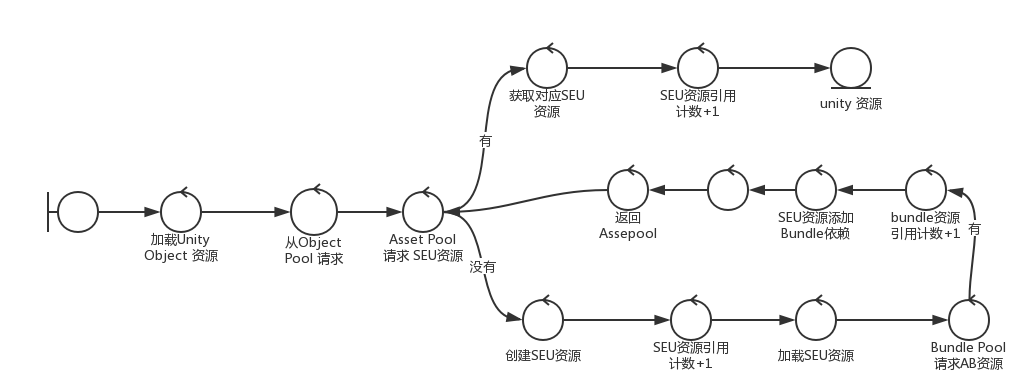 获取对应SEU
资源
SEU资源引用
计数+1
unity 资源
有
加载Unity
Object 资源
从Object
Pool 请求
Asset Pool
请求 SEU资源
返回
Assepool
SEU资源添加
Bundle依赖
bundle资源
引用计数+1
有
没有
创建SEU资源
SEU资源引用
计数+1
加载SEU资源
Bundle Pool
请求AB资源